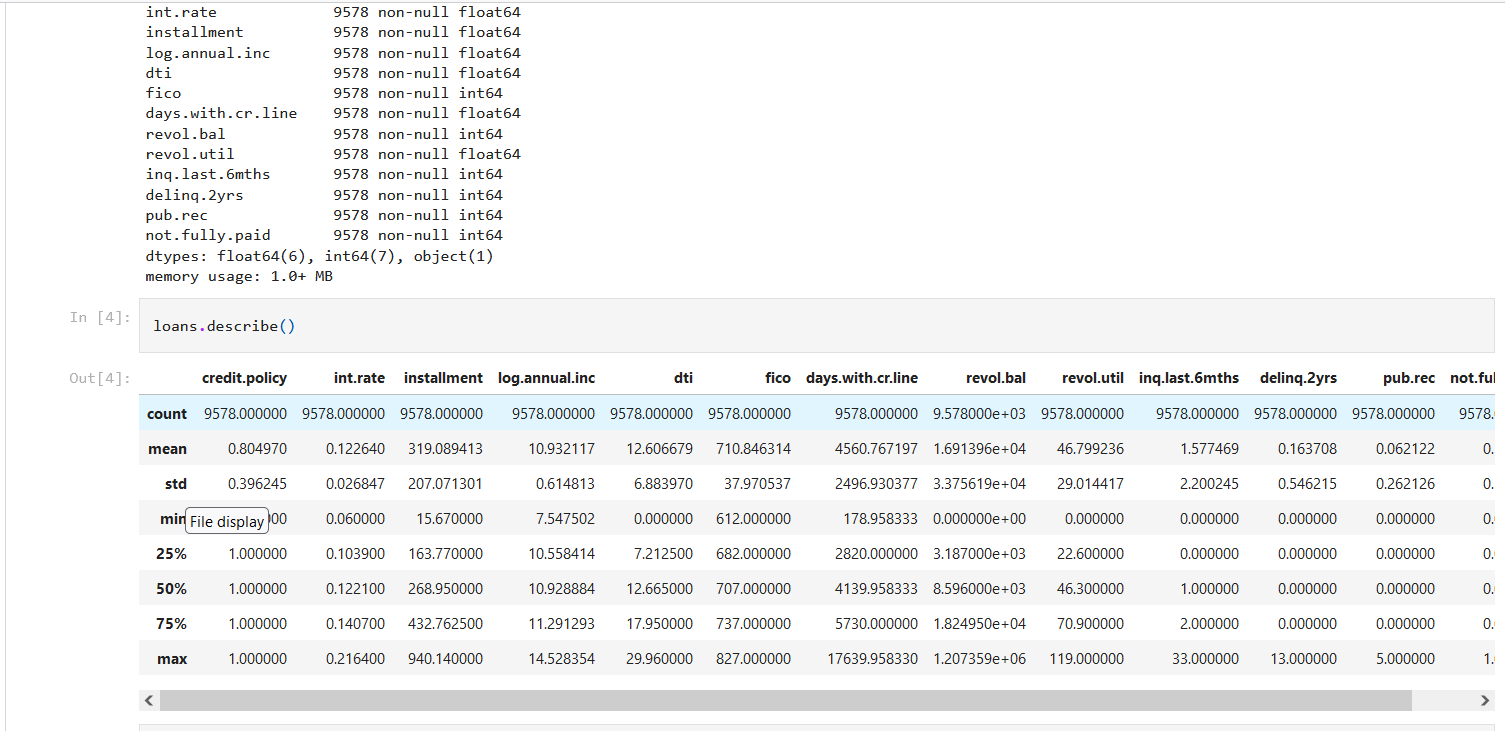 int.rate 9578 non-null float64
installment 9578 non-null float64
log.annual.inc 9578 non-null float64
dti 9578 non-null float64
fico 9578 non-null int64
days.with.cr.line 9578 non-null float64
revol.bal 9578 non-null int64
revol.util 9578 non-null float64
inq.last.6mths 9578 non-null int64
delinq.2yrs 9578 non-null int64
pub.rec 9578 non-null int64
not.fully.paid 9578 non-null int64
dtypes: float64(6), int64(7), object(1)
memory usage: 1.0+ MB
In [4]: loans.describe()
Out[4]:
credit.policy int.rate installment log.annual.inc dti fico days.with.cr.line revol.bal revol.util inq.last.6mths delinq.2yrs pub.rec not.ful
count 9578.000000 9578.000000 9578.000000 9578.000000 9578.000000 9578.000000 9578.000000 9.578000e+03 9578.000000 9578.000000 9578.000000 9578.000000 9578.
mean 0.804970 0.122640 319.089413 10.932117 12.606679 710.846314 4560.767197 1.691396e+04 46.799236 1.577469 0.163708 0.062122 0.
std 0.396245 0.026847 207.071301 0.614813 6.883970 37.970537 2496.930377 3.375619e+04 29.014417 2.200245 0.546215 0.262126 0.
min File display 00 0.060000 15.670000 7.547502 0.000000 612.000000 178.958333 0.000000e+00 0.000000 0.000000 0.000000 0.000000 0.
25% 1.000000 0.103900 163.770000 10.558414 7.212500 682.000000 2820.000000 3.187000e+03 22.600000 0.000000 0.000000 0.000000 0.
50% 1.000000 0.122100 268.950000 10.928884 12.665000 707.000000 4139.958333 8.596000e+03 46.300000 1.000000 0.000000 0.000000 0.
75% 1.000000 0.140700 432.762500 11.291293 17.950000 737.000000 5730.000000 1.824950e+04 70.900000 2.000000 0.000000 0.000000 0.
max 1.000000 0.216400 940.140000 14.528354 29.960000 827.000000 17639.958330 1.207359e+06 119.000000 33.000000 13.000000 5.000000 1.